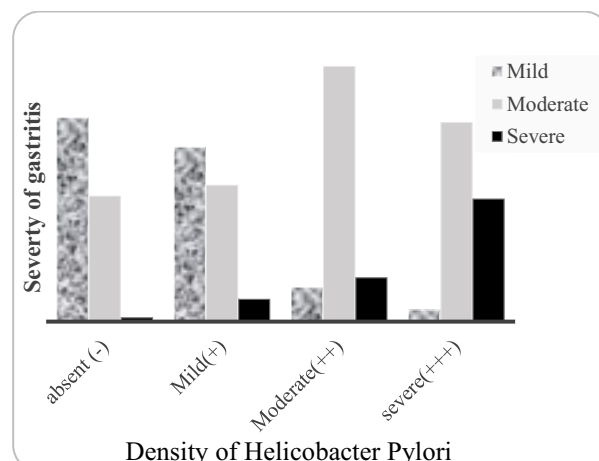 Mild
Moderate
Severe
Severty of gastritis
absent (-)
Mild(+)
Moderate(++)
severe(+++)
Density of Helicobacter Pylori